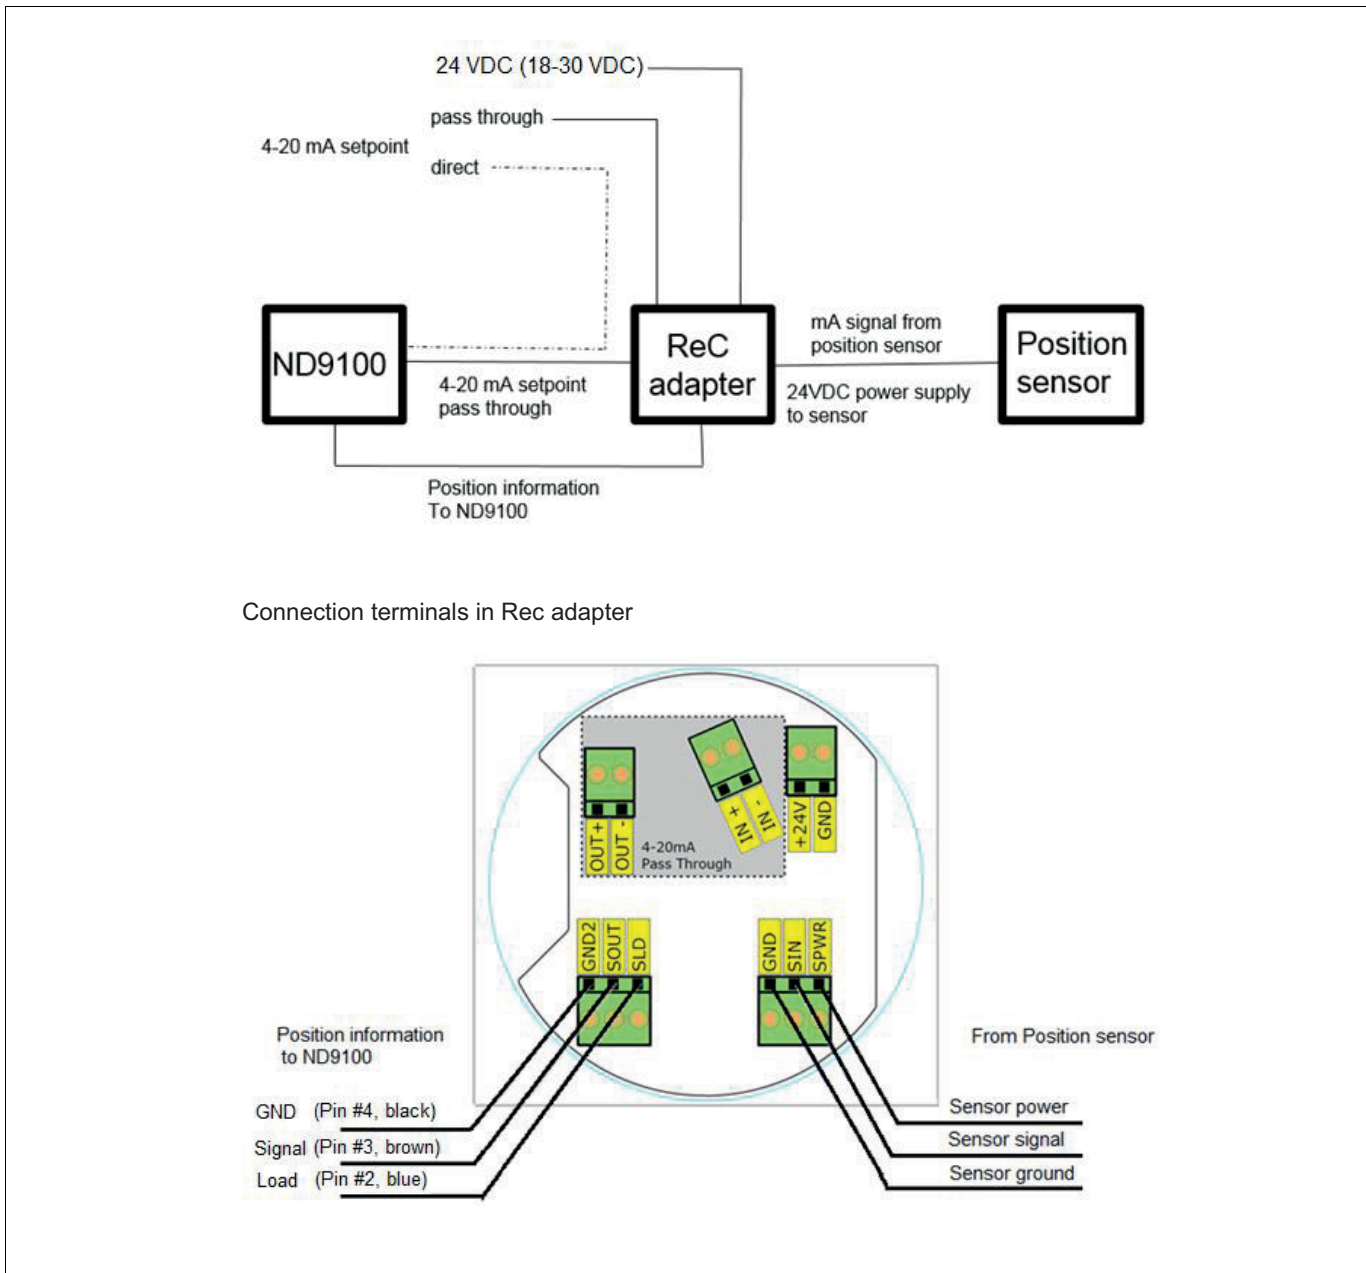 24 VDC (18-30 VDC)
pass through
4-20 mA setpoint
direct
ND9100
ReC
adapter
mA signal from
position sensor
Position
sensor
4-20 mA setpoint
pass through
24VDC power supply
to sensor
Position information
To ND9100
Connection terminals in Rec adapter
OUT+
OUT -
4-20mA
Pass Through
IN +
IN -
+24V
GND
GND2
SOUT
SLD
GND
SIN
SPWR
Position information
to ND9100
From Position sensor
GND (Pin #4, black)
Signal (Pin #3, brown)
Load (Pin #2, blue)
Sensor power
Sensor signal
Sensor ground